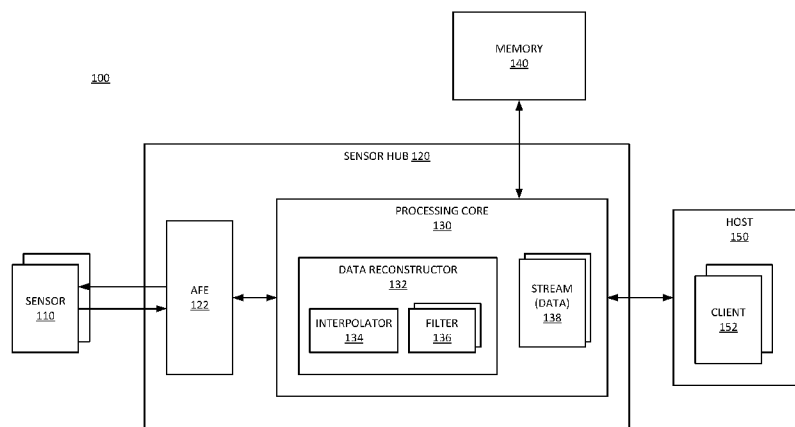 100
MEMORY
140
SENSOR HUB 120
PROCESSING CORE
130
DATA RECONSTRUCTOR
132
INTERPOLATOR
134
FILTER
136
STREAM
(DATA)
138
AFE
122
SENSOR
110
HOST
150
CLIENT
152